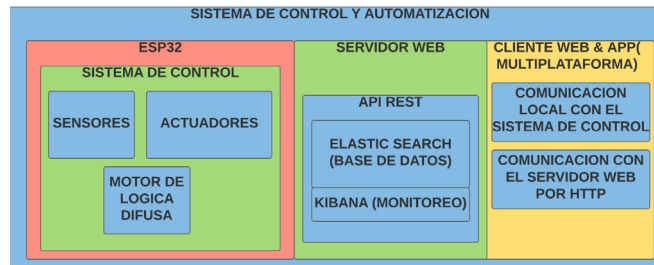 SISTEMA DE CONTROL Y AUTOMATIZACION
ESP32
SISTEMA DE CONTROL
SENSORES
ACTUADORES
MOTOR DE
LOGICA
DIFUSA
SERVIDOR WEB
API REST
ELASTIC SEARCH
(BASE DE DATOS)
KIBANA (MONITOREO)
CLIENTE WEB & APP(
MULTIPLATAFORMA)
COMUNICACION
LOCAL CON EL
SISTEMA DE CONTROL
COMUNICACION CON
EL SERVIDOR WEB
POR HTTP